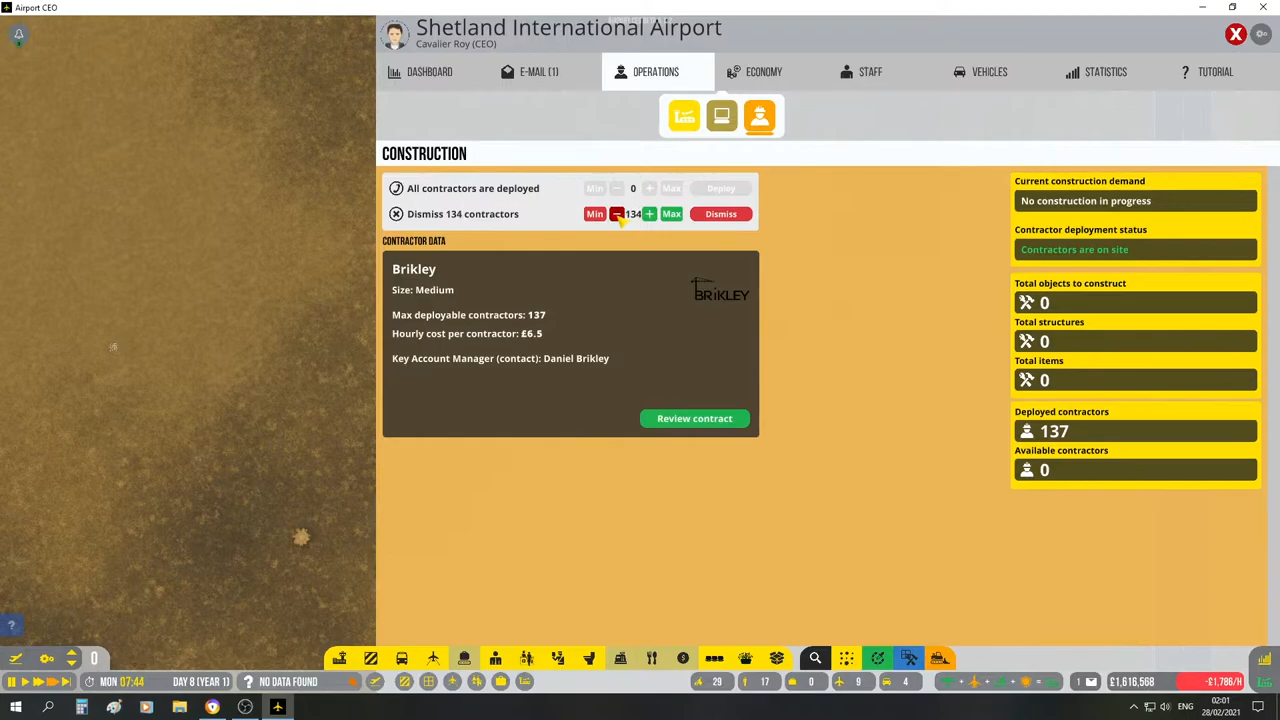 Airport CEO
Shetland International Airport
Cavalier Roy (CEO)
DASHBOARD
E-MAIL (1)
OPERATIONS
ECONOMY
STAFF
VEHICLES
STATISTICS
? TUTORIAL
CONSTRUCTION
All contractors are deployed
Min − 0 + Max Deploy
Dismiss 134 contractors
Min − 134 + Max Dismiss
CONTRACTOR DATA
Brikley
Size: Medium
BRIKLEY
Max deployable contractors: 137
Hourly cost per contractor: £6.5
Key Account Manager (contact): Daniel Brikley
Review contract
Current construction demand
No construction in progress
Contractor deployment status
Contractors are on site
Total objects to construct
0
Total structures
0
Total items
0
Deployed contractors
137
Available contractors
0
?
0
MON 07:44
DAY 8 (YEAR 1)
? NO DATA FOUND
29
17
0
9
4
1
£1,616,568
-£1,786/H
ENG
02:01
28/02/2021